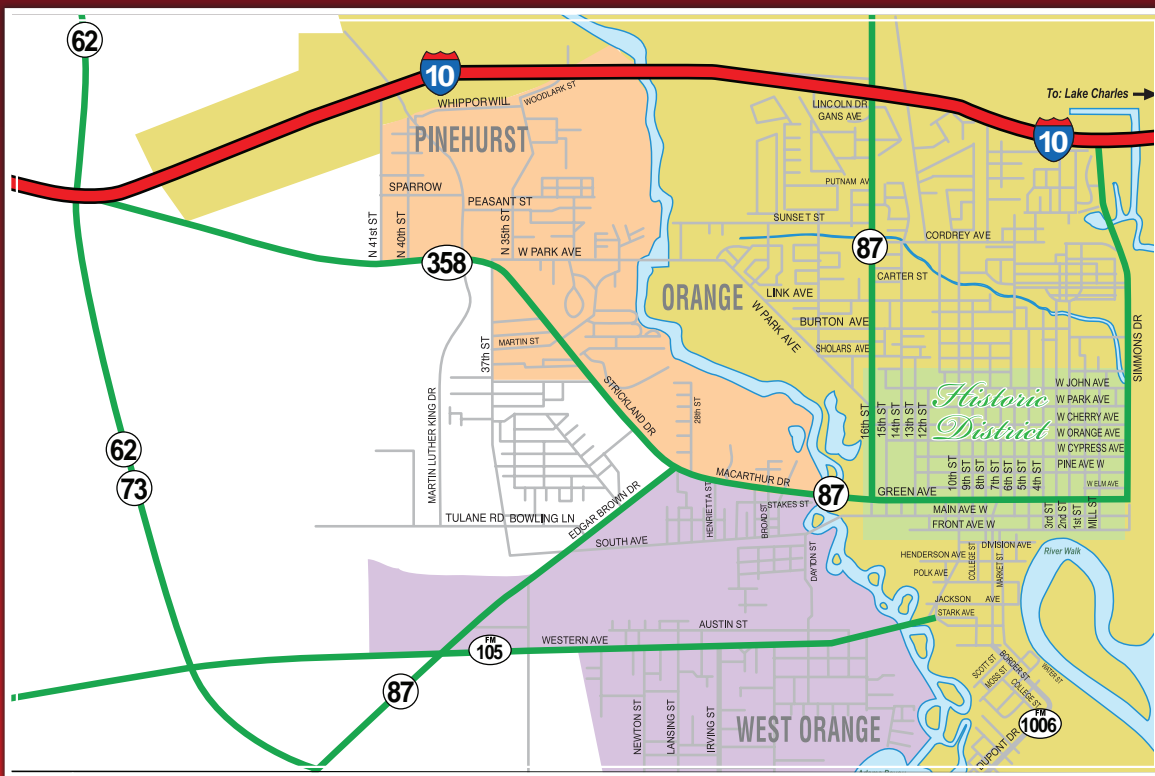 62
10
To: Lake Charles
WOODLARK ST
WHIPPORWIL
LINCOLN DR
GANS AVE
PINEHURST
10
SPARROW
PUTNAM AV
PEASANT ST
SUNSET ST
N 41st ST
N 40th ST
N 35th ST
W PARK AVE
87
CORDREY AVE
358
CARTER ST
ORANGE
LINK AVE
W PARK AVE
BURTON AVE
MARTIN ST
SHOLARS AVE
37th ST
SIMMONS DR
STRICKLAND DR
MARTIN LUTHER KING DR
28th ST
Historic
District
W JOHN AVE
W PARK AVE
W CHERRY AVE
W ORANGE AVE
W CYPRESS AVE
PINE AVE W
W ELM AVE
16th ST
15th ST
14th ST
13th ST
12th ST
10th ST
9th ST
8th ST
7th ST
6th ST
5th ST
4th ST
62
73
MACARTHUR DR
87
GREEN AVE
EDGAR BROWN DR
HENRIETTA ST
BROAD ST
STAKES ST
MAIN AVE W
FRONT AVE W
3rd ST
2nd ST
1st ST
MILL ST
TULANE RD
BOWLING LN
SOUTH AVE
DAYTON ST
DIVISION AVE
HENDERSON AVE
COLLEGE ST
MARKET ST
River Walk
POLK AVE
JACKSON AVE
STARK AVE
AUSTIN ST
FM
105
WESTERN AVE
87
SCOTT ST
MOSS ST
BORDER ST
COLLEGE ST
WATER ST
FM
1006
DUPONT DR
NEWTON ST
LANSING ST
IRVING ST
WEST ORANGE